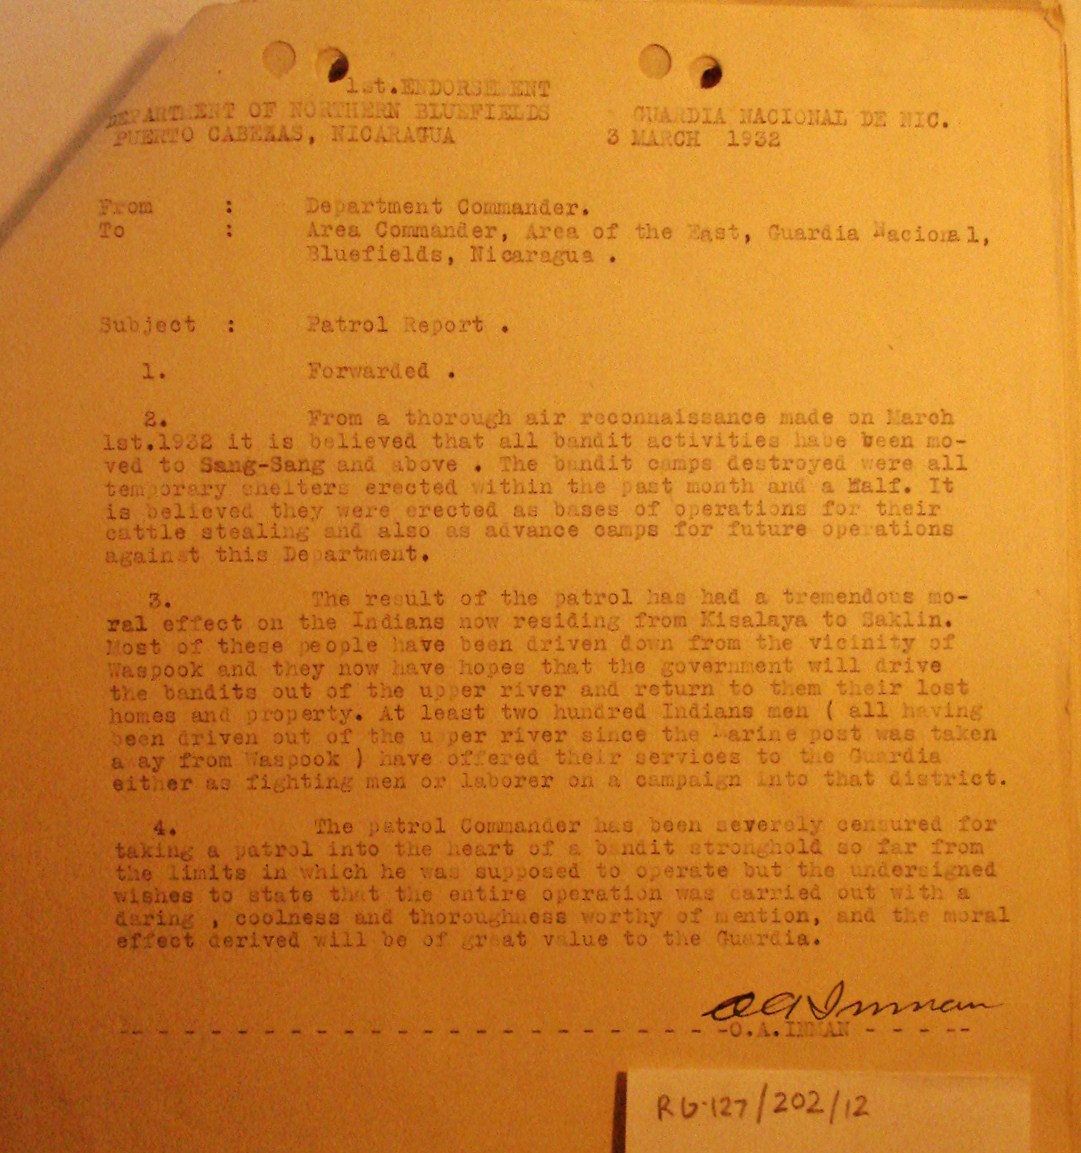 1st.ENDORSEMENT
DEPARTMENT OF NORTHERN BLUEFIELDS GUARDIA NACIONAL DE NIC.
PUERTO CABEZAS, NICARAGUA 3 MARCH 1932
From : Department Commander.
To : Area Commander, Area of the East, Guardia Nacional,
Bluefields, Nicaragua .
Subject : Patrol Report .
1. Forwarded .
2. From a thorough air reconnaissance made on March
1st.1932 it is believed that all bandit activities habe been mo-
ved to Sang-Sang and above . The bandit camps destroyed were all
temporary shelters erected within the past month and a Half. It
is believed they were erected as bases of operations for their
cattle stealing and also as advance camps for future operations
against this Department.
3. The result of the patrol has had a tremendous mo-
ral effect on the Indians now residing from Kisalaya to Saklin.
Most of these people have been driven down from the vicinity of
Waspook and they now have hopes that the government will drive
the bandits out of the upper river and return to them their lost
homes and property. At least two hundred Indians men ( all having
been driven out of the upper river since the Marine post was taken
away from Waspook ) have offered their services to the Guardia
either as fighting men or laborer on a campaign into that district.
4. The patrol Commander has been severely censured for
taking a patrol into the heart of a bandit stronghold so far from
the limits in which he was supposed to operate but the undersigned
wishes to state that the entire operation was carried out with a
daring , coolness and thoroughness worthy of mention, and the moral
effect derived will be of great value to the Guardia.
O A Inman
- - - - - - - - - - - - - - - - - - - - - - - - - -O.A.INMAN - - - - --
RG-127/202/12